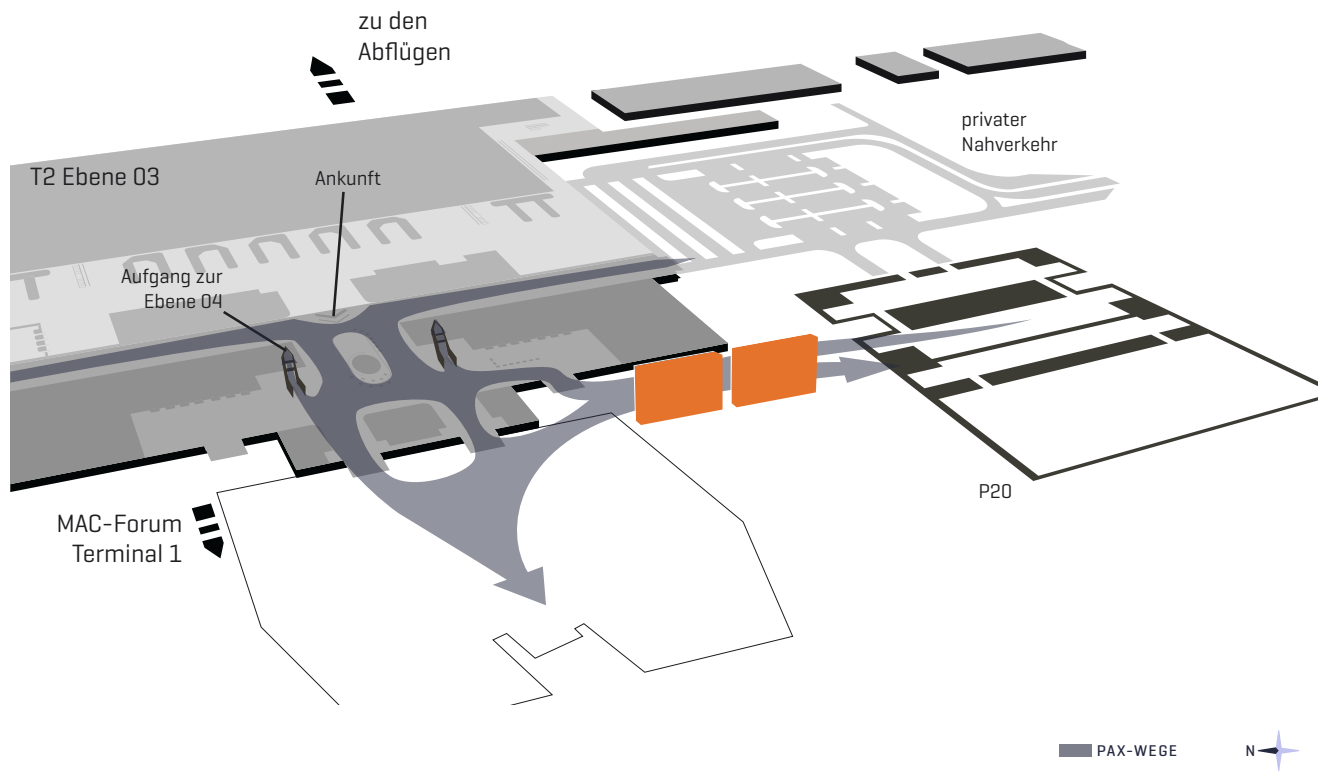 zu den
Abflügen
privater
Nahverkehr
T2 Ebene 03
Ankunft
Aufgang zur
Ebene 04
P20
MAC-Forum
Terminal 1
PAX-WEGE
N